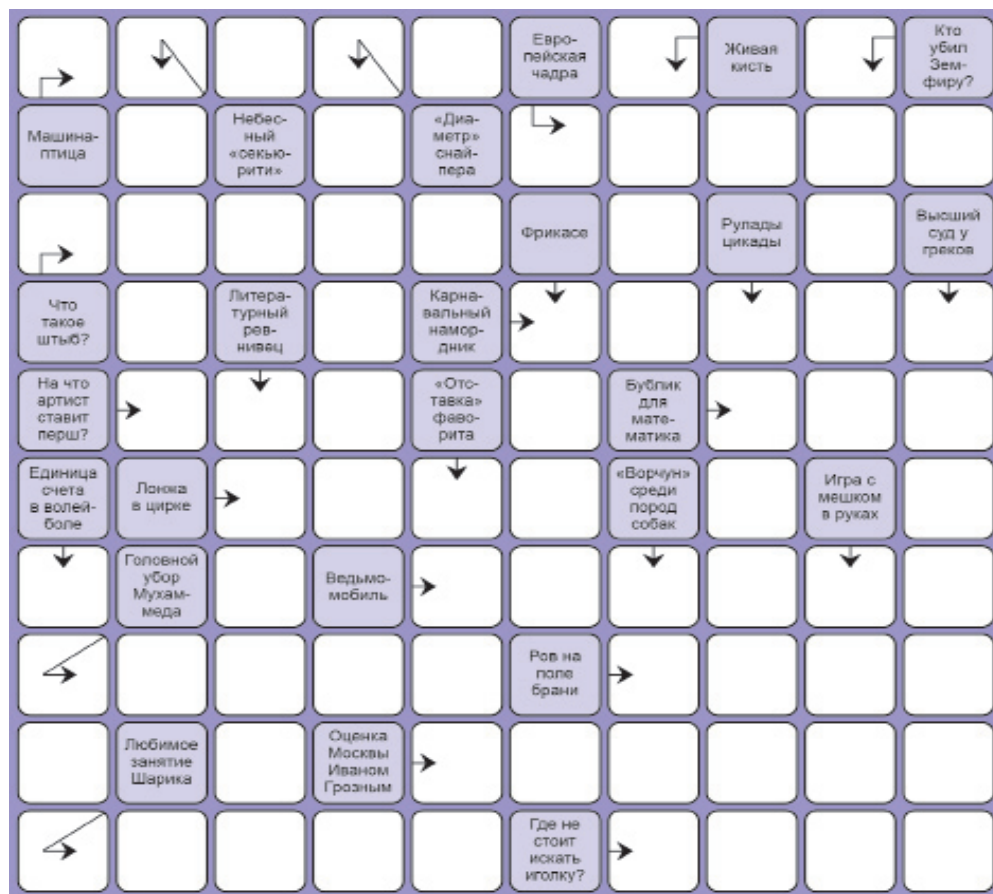 Евро-
пейская
чадра
Живая
кисть
Кто
убил
Зем-
фиру?
Машина-
птица
Небес-
ный
«секью-
рити»
«Диа-
метр»
снай-
пера
Фрикасе
Рулады
цикады
Высший
суд у
греков
Что
такое
штыб?
Литера-
турный
рев-
нивец
Карна-
вальный
намор-
дник
На что
артист
ставит
перш?
«Отс-
тавка»
фаво-
рита
Бублик
для
мате-
матика
Единица
счета
в волей-
боле
Лонжа
в цирке
«Ворчун»
среди
пород
собак
Игра с
мешком
в руках
Головной
убор
Мухам-
меда
Ведьмо-
мобиль
Ров на
поле
брани
Любимое
занятие
Шарика
Оценка
Москвы
Иваном
Грозным
Где не
стоит
искать
иголку?